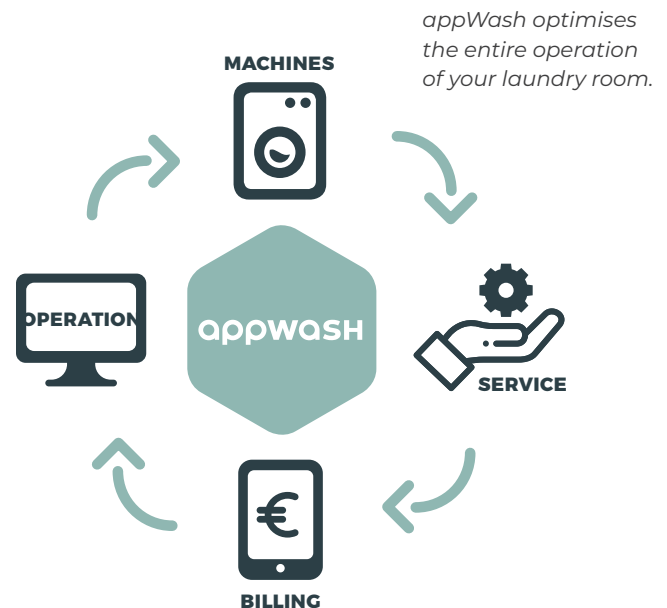 appWash optimises
the entire operation
of your laundry room.
MACHINES
OPERATION
appwasH
SERVICE
€
BILLING